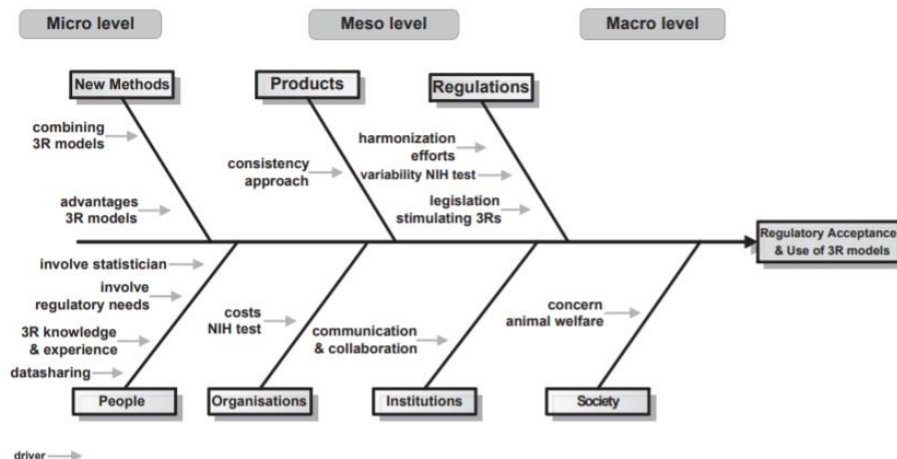 Micro level
Meso level
Macro level
New Methods
Products
Regulations
combining
3R models
advantages
3R models
consistency
approach
harmonization
efforts
variability NIH test
legislation
stimulating 3Rs
Regulatory Acceptance
& Use of 3R models
involve statistician
involve
regulatory needs
3R knowledge
& experience
datasharing
costs
NIH test
communication
& collaboration
concern
animal welfare
People
Organisations
Institutions
Society
driver